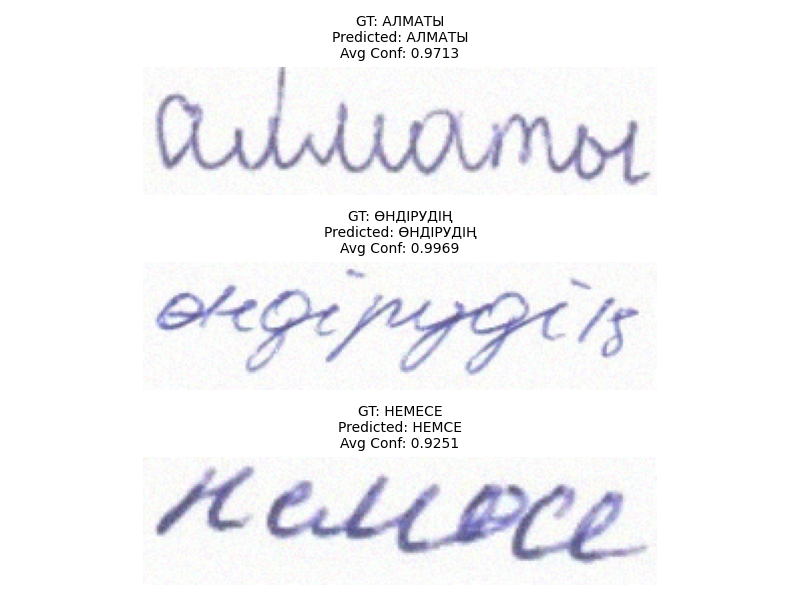 GT: АЛМАТЫ
Predicted: АЛМАТЫ
Avg Conf: 0.9713
алматы
GT: ӨНДІРУДІҢ
Predicted: ӨНДІРУДІҢ
Avg Conf: 0.9969
өндірудің
GT: НЕМЕСЕ
Predicted: НЕМСЕ
Avg Conf: 0.9251
немесе